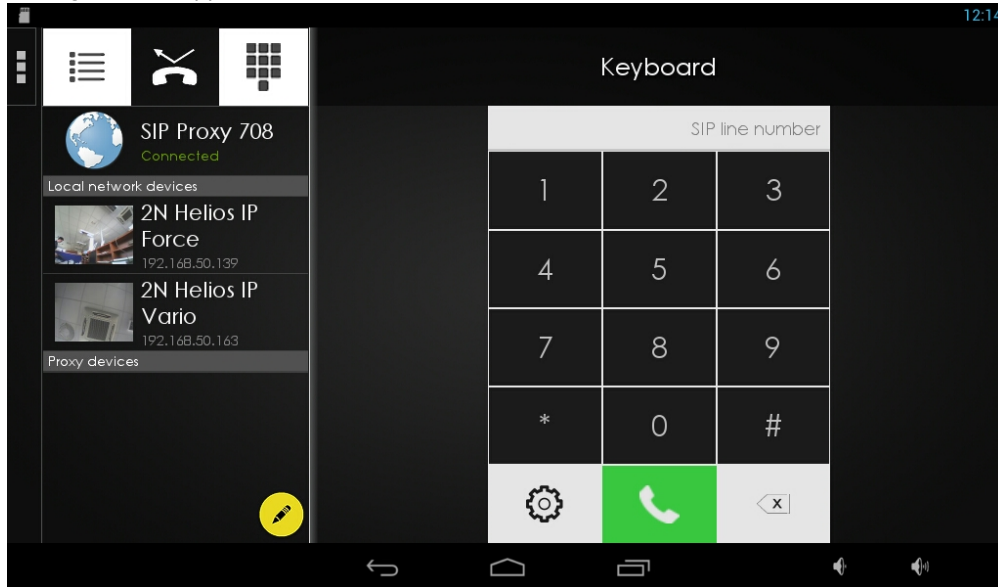 12:14
Keyboard
SIP Proxy 708
Connected
Local network devices
2N Helios IP
Force
192.168.50.139
2N Helios IP
Vario
192.168.50.163
Proxy devices
SIP line number
1 2 3
4 5 6
7 8 9
* 0 #
x